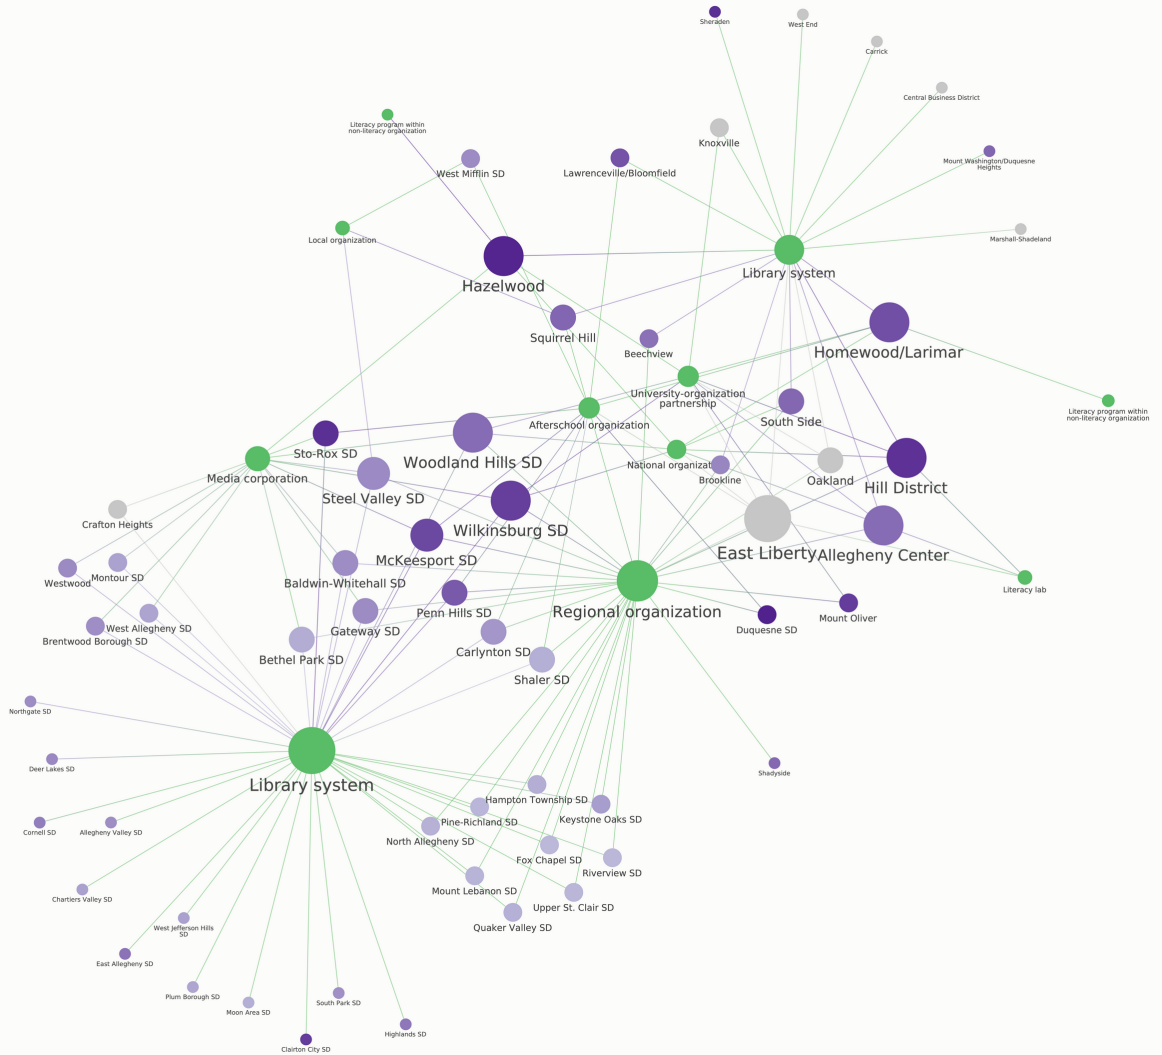 Sheraden
West End
Carrick
Central Business District
Literacy program within
non-literacy organization
Knoxville
West Mifflin SD
Lawrenceville/Bloomfield
Mount Washington/Duquesne
Heights
Local organization
Marshall-Shadeland
Library system
Hazelwood
Squirrel Hill
Beechview
Homewood/Larimar
University-organization
partnership
Literacy program within
non-literacy organization
South Side
Afterschool organization
Sto-Rox SD
Woodland Hills SD
National organizat
Media corporation
Brookline
Oakland
Hill District
Steel Valley SD
Crafton Heights
Wilkinsburg SD
East Liberty
Allegheny Center
McKeesport SD
Westwood
Montour SD
Baldwin-Whitehall SD
Literacy lab
Penn Hills SD
Regional organization
Mount Oliver
Duquesne SD
West Allegheny SD
Brentwood Borough SD
Gateway SD
Carlynton SD
Bethel Park SD
Shaler SD
Northgate SD
Deer Lakes SD
Shadyside
Library system
Hampton Township SD
Pine-Richland SD
Keystone Oaks SD
Cornell SD
Allegheny Valley SD
North Allegheny SD
Fox Chapel SD
Riverview SD
Chartiers Valley SD
Mount Lebanon SD
Upper St. Clair SD
Quaker Valley SD
West Jefferson Hills
SD
East Allegheny SD
Plum Borough SD
Moon Area SD
South Park SD
Highlands SD
Clairton City SD